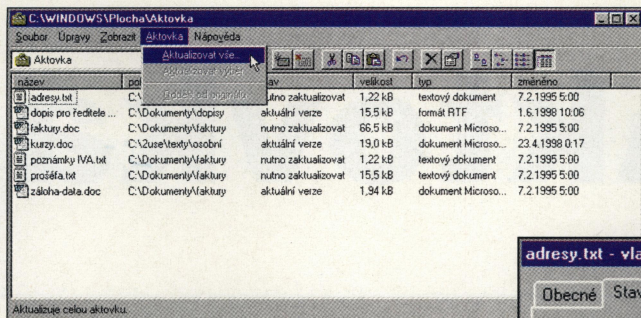 C:\WINDOWS\Plocha\Aktovka
Soubor Úpravy Zobrazit Aktovka Nápověda
Aktovka
Aktualizovat vše...
Aktualizovat výběr
Oddělit od originálu
název stav velikost typ změněno
adresy.txt nutno zaktualizovat 1,22 kB textový dokument 7.2.1995 5:00
dopis pro ředitele ... C:\Dokumenty\dopisy aktuální verze 15,5 kB formát RTF 1.6.1998 10:06
faktury.doc C:\Dokumenty\faktury nutno zaktualizovat 66,5 kB dokument Microso... 7.2.1995 5:00
kurzy.doc C:\2use\texty\osobní aktuální verze 19,0 kB dokument Microso... 23.4.1998 0:17
poznámky IVA.txt C:\Dokumenty\faktury nutno zaktualizovat 1,22 kB textový dokument 7.2.1995 5:00
prošéfa.txt C:\Dokumenty\faktury nutno zaktualizovat 15,5 kB textový dokument 7.2.1995 5:00
záloha-data.doc C:\Dokumenty\faktury aktuální verze 1,94 kB dokument Microso... 7.2.1995 5:00
adresy.txt - vla
Obecné Stav
Aktualizuje celou aktovku.